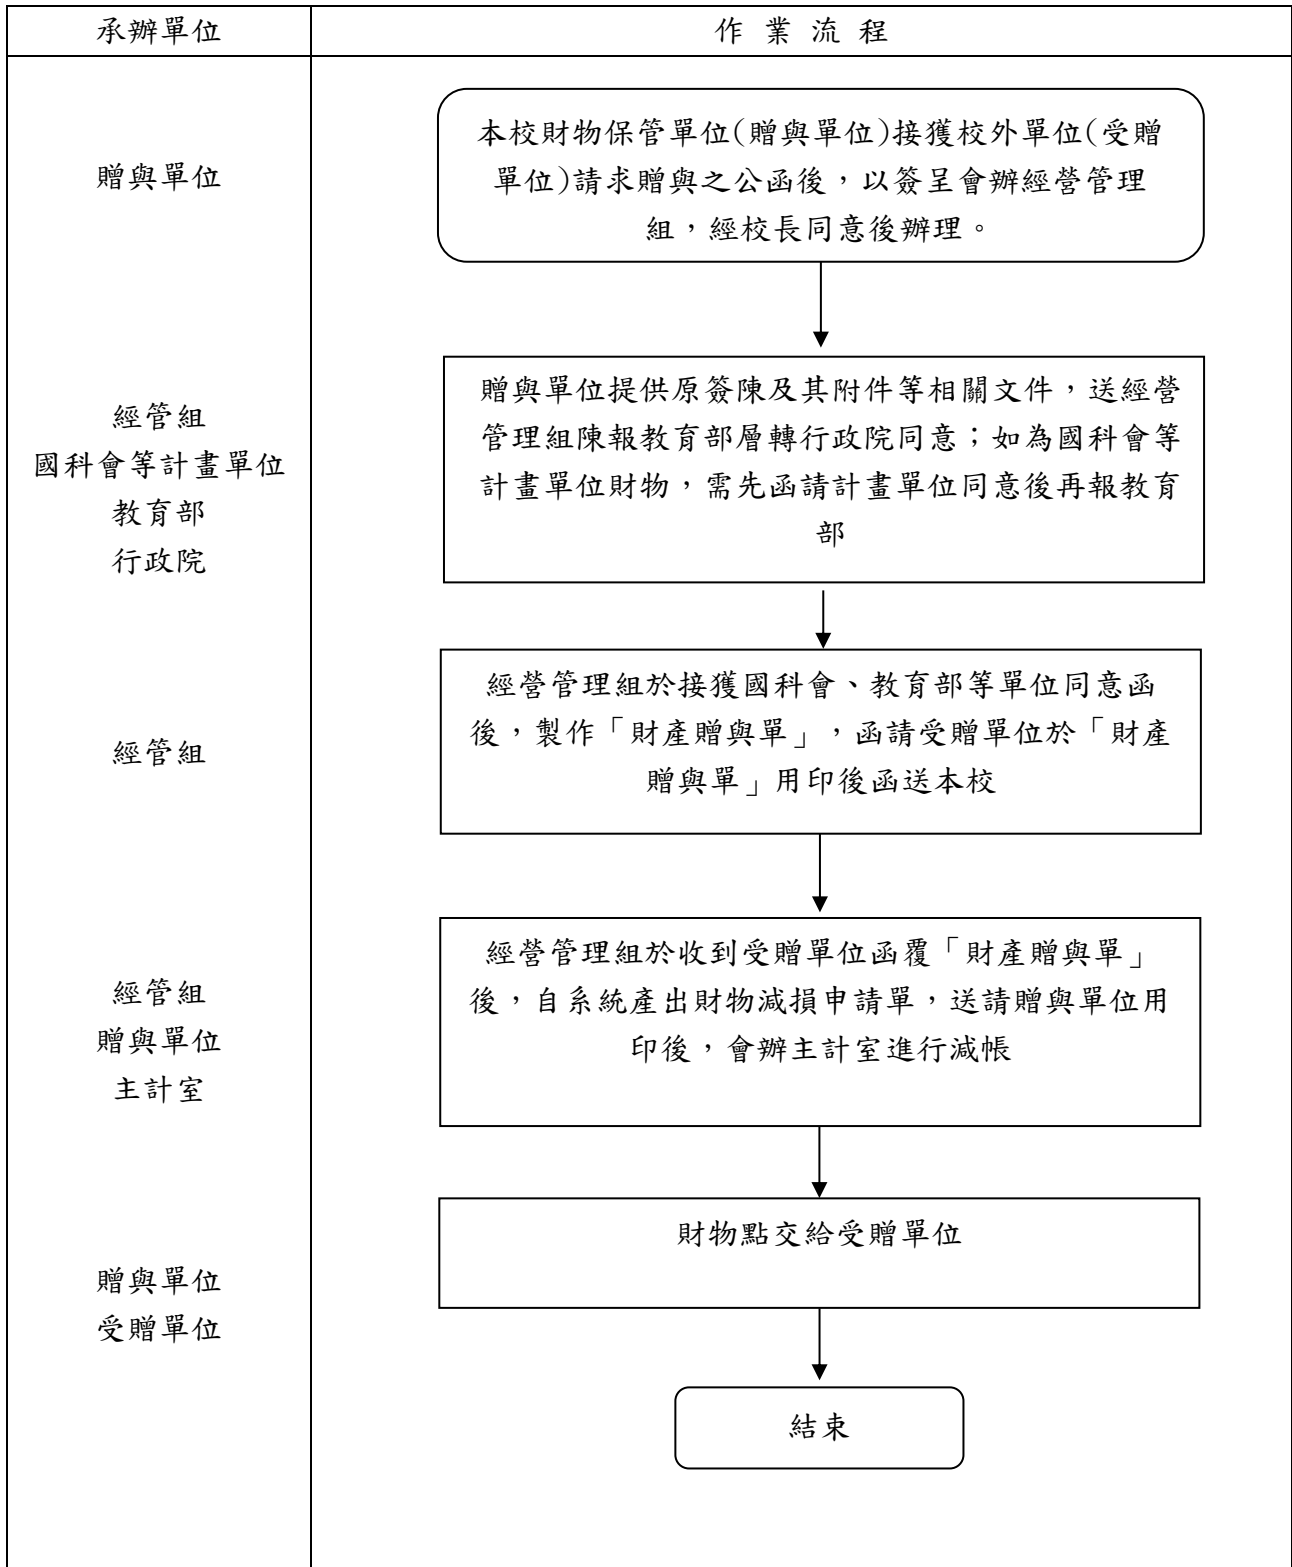 承辦單位
作 業 流 程
贈與單位
本校財物保管單位(贈與單位)接獲校外單位(受贈
單位)請求贈與之公函後，以簽呈會辦經營管理
組，經校長同意後辦理。
經管組
國科會等計畫單位
教育部
行政院
贈與單位提供原簽陳及其附件等相關文件，送經營
管理組陳報教育部層轉行政院同意；如為國科會等
計畫單位財物，需先函請計畫單位同意後再報教育
部
經管組
經營管理組於接獲國科會、教育部等單位同意函
後，製作「財產贈與單」，函請受贈單位於「財產
贈與單」用印後函送本校
經管組
贈與單位
主計室
經營管理組於收到受贈單位函覆「財產贈與單」
後，自系統產出財物減損申請單，送請贈與單位用
印後，會辦主計室進行減帳
贈與單位
受贈單位
財物點交給受贈單位
結束